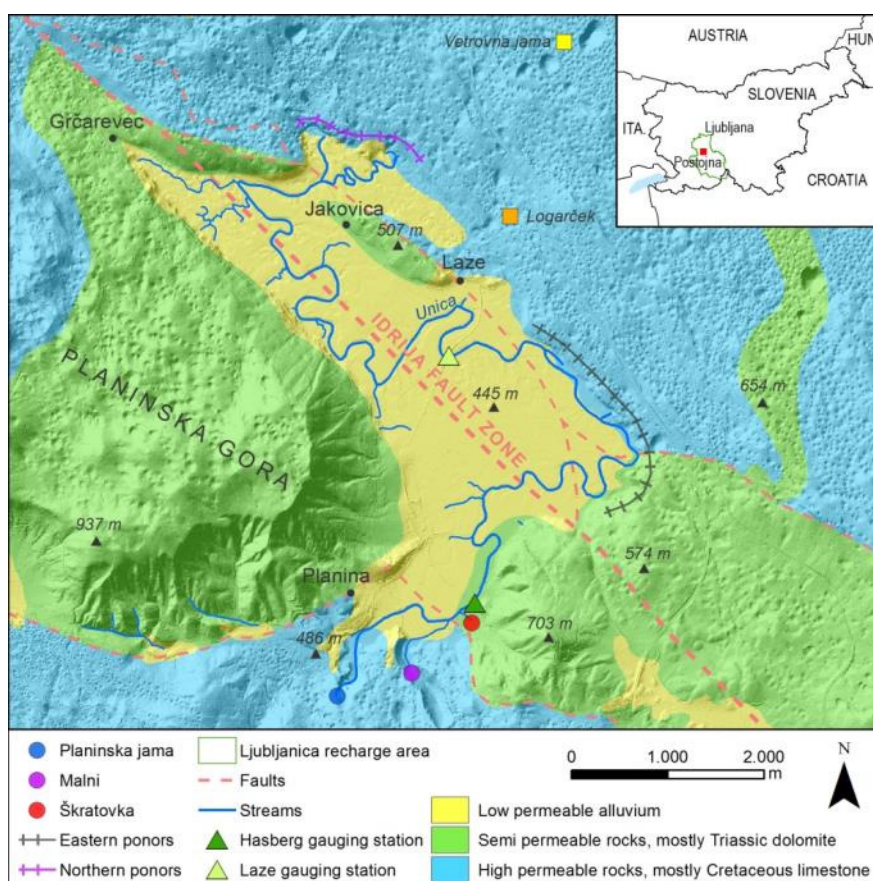 Vetrovna jama
AUSTRIA
HUN
SLOVENIA
ITA.
Ljubljana
Postojna
CROATIA
Grčarevec
Jakovica
507 m
Logarček
Laze
Unica
IDRIJA FAULT ZONE
PLANINSKA GORA
445 m
654 m
937 m
574 m
Planina
703 m
486 m
Planinska jama
Malni
Škratovka
Eastern ponors
Northern ponors
Ljubljanica recharge area
Faults
Streams
Hasberg gauging station
Laze gauging station
0 1.000 2.000
m
N
Low permeable alluvium
Semi permeable rocks, mostly Triassic dolomite
High permeable rocks, mostly Cretaceous limestone